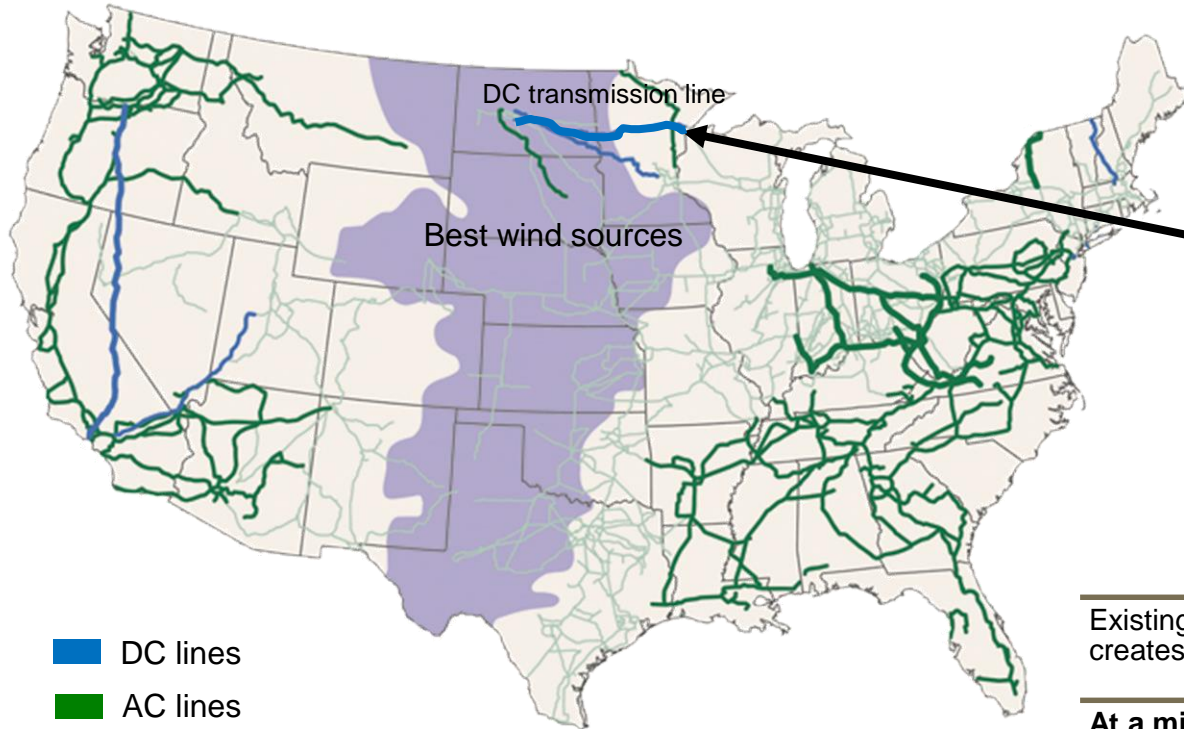 DC transmission line
Best wind sources
DC lines
AC lines
Existing
creates
At a mi